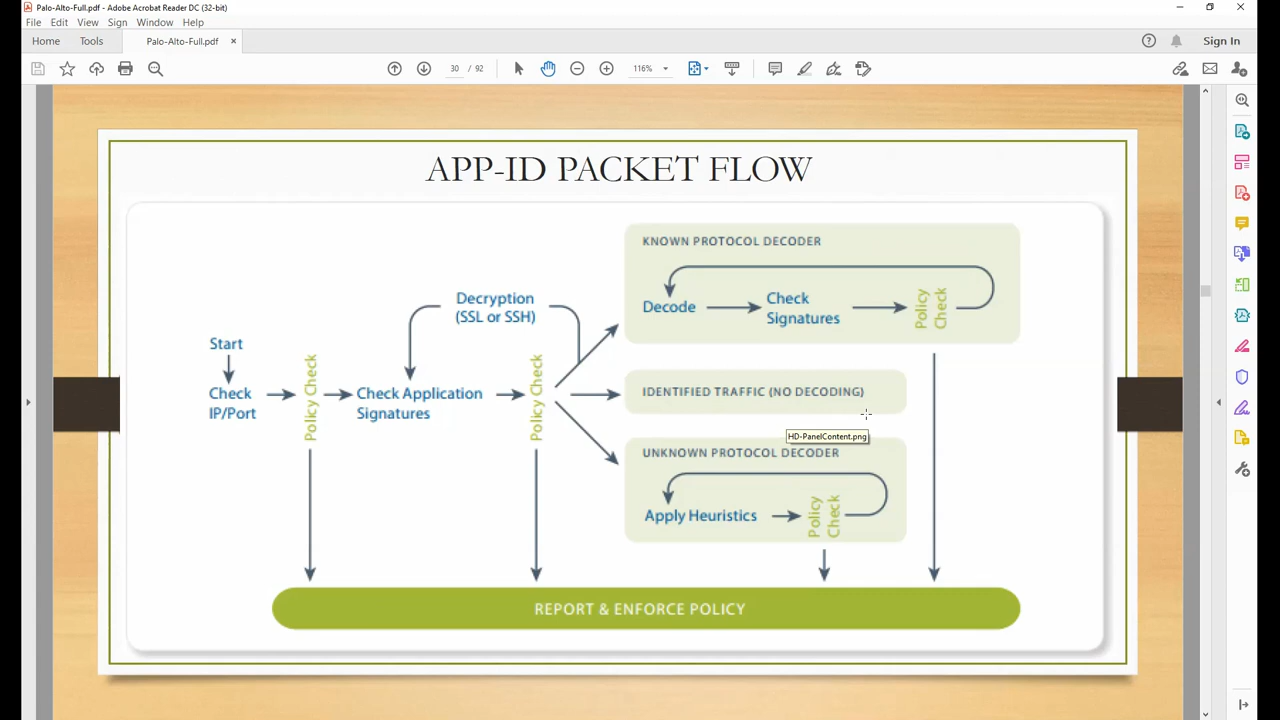 Palo-Alto-Full.pdf - Adobe Acrobat Reader DC (32-bit)
File Edit View Sign Window Help
Home Tools Palo-Alto-Full.pdf × Sign In
30 / 92 116%
APP-ID PACKET FLOW
KNOWN PROTOCOL DECODER
Decode
Check
Signatures
Policy
Check
Decryption
(SSL or SSH)
Start
Check
IP/Port
Policy Check
Check Application
Signatures
Policy Check
IDENTIFIED TRAFFIC (NO DECODING)
HD-PanelContent.png
UNKNOWN PROTOCOL DECODER
Apply Heuristics
Policy
Check
REPORT & ENFORCE POLICY